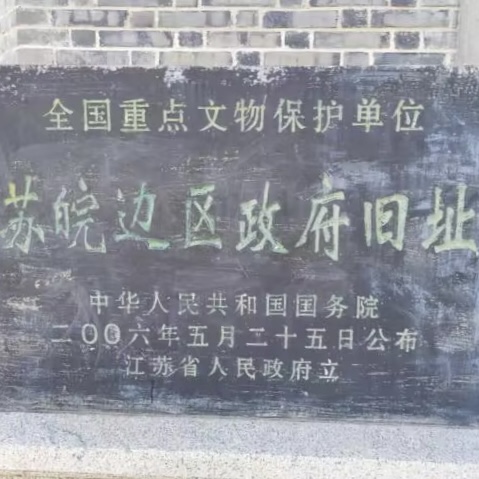 全国重点文物保护单位
苏皖边区政府旧址
中华人民共和国国务院
二〇〇六年五月二十五日公布
江苏省人民政府立